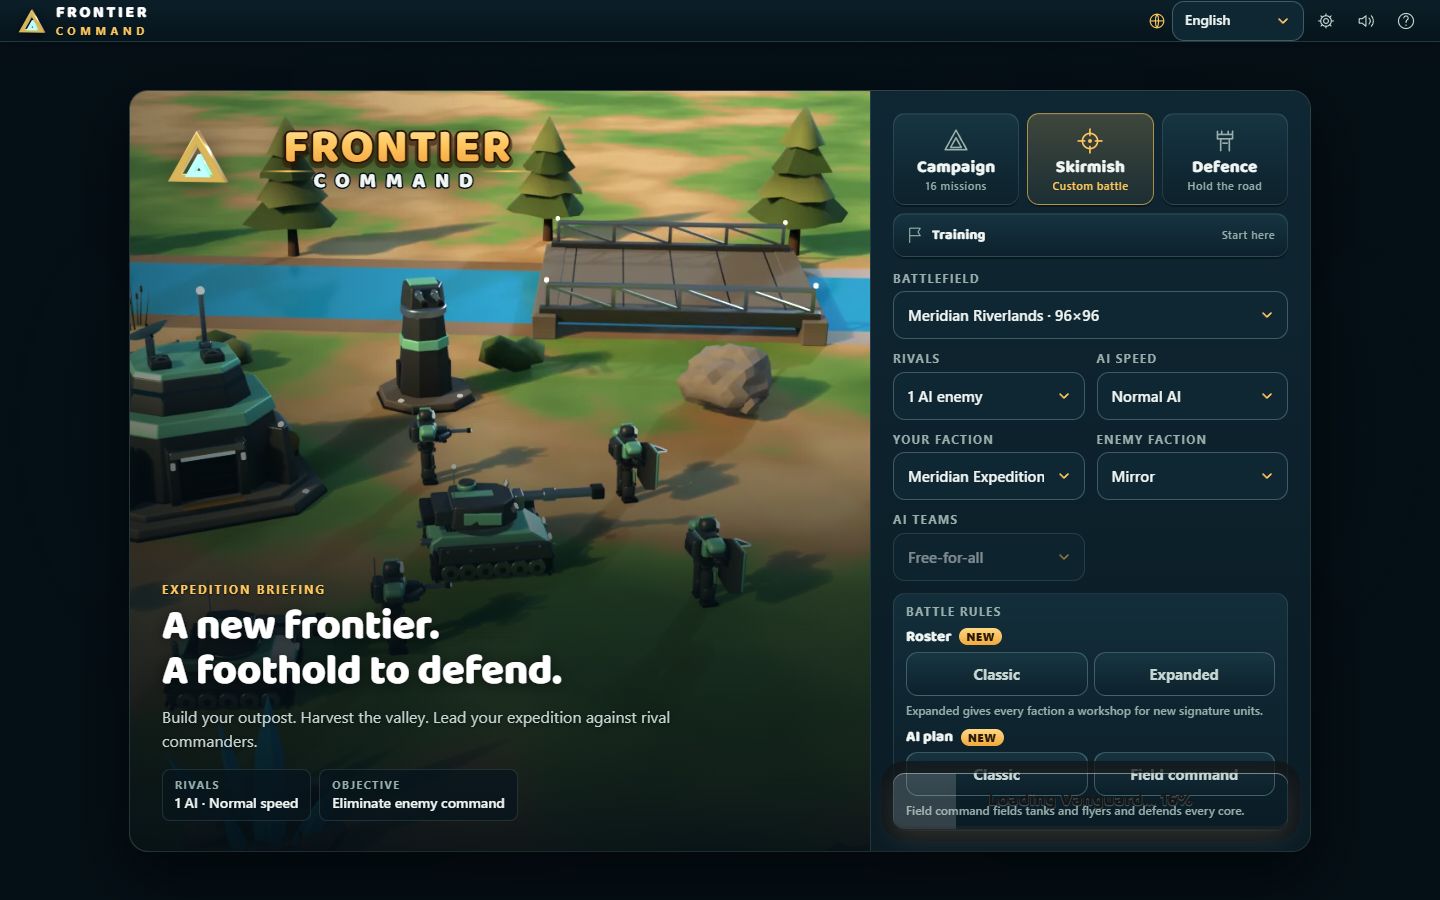 FRONTIER
COMMAND
English
FRONTIER
COMMAND
EXPEDITION BRIEFING
A new frontier.
A foothold to defend.
Build your outpost. Harvest the valley. Lead your expedition against rival
commanders.
RIVALS
1 AI · Normal speed
OBJECTIVE
Eliminate enemy command
Campaign
16 missions
Skirmish
Custom battle
Defence
Hold the road
Training
Start here
BATTLEFIELD
Meridian Riverlands · 96×96
RIVALS
AI SPEED
1 AI enemy
Normal AI
YOUR FACTION
ENEMY FACTION
Meridian Expedition
Mirror
AI TEAMS
Free-for-all
BATTLE RULES
Roster NEW
Classic
Expanded
Expanded gives every faction a workshop for new signature units.
AI plan NEW
Classic
Field command
Loading Vanguard… 16%
Field command fields tanks and flyers and defends every core.